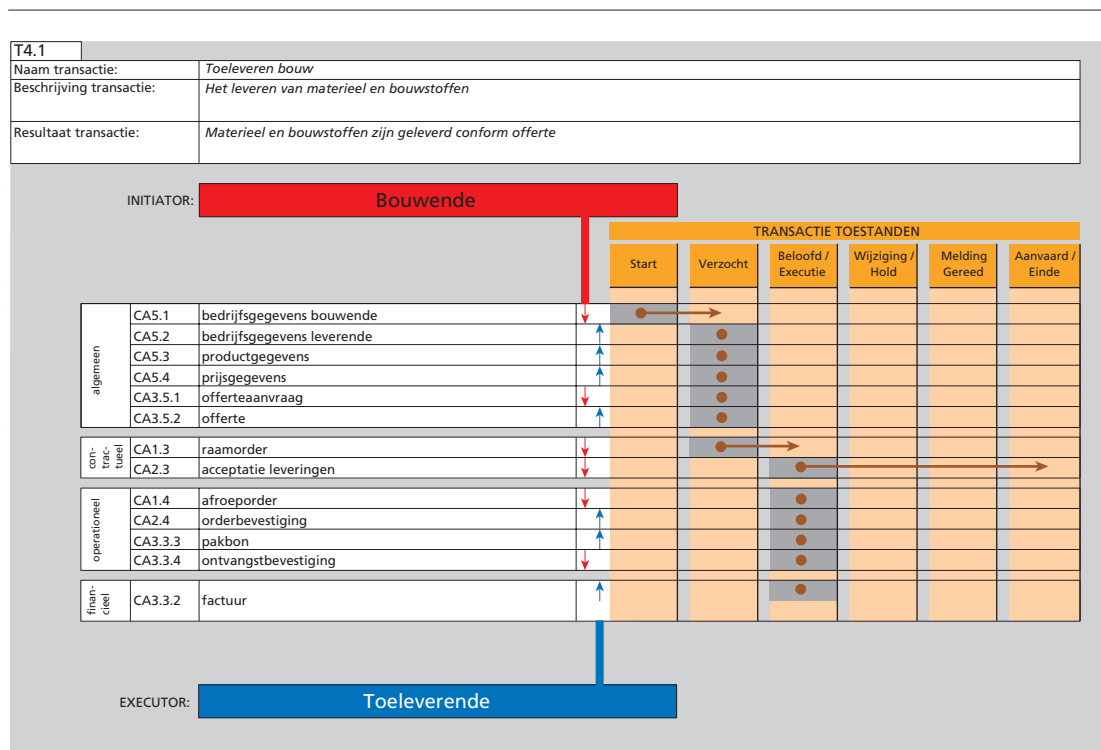 T4.1
Naam transactie: Toeleveren bouw
Beschrijving transactie: Het leveren van materieel en bouwstoffen
Resultaat transactie: Materieel en bouwstoffen zijn geleverd conform offerte
INITIATOR: Bouwende
TRANSACTIE TOESTANDEN
Start Verzocht Beloofd / Executie Wijziging / Hold Melding Gereed Aanvaard / Einde
algemeen
CA5.1 bedrijfsgegevens bouwende
CA5.2 bedrijfsgegevens leverende
CA5.3 productgegevens
CA5.4 prijsgegevens
CA3.5.1 offerteaanvraag
CA3.5.2 offerte
con-
trac-
tueel
CA1.3 raamorder
CA2.3 acceptatie leveringen
operationeel
CA1.4 afroeporder
CA2.4 orderbevestiging
CA3.3.3 pakbon
CA3.3.4 ontvangstbevestiging
finan-
cieel
CA3.3.2 factuur
EXECUTOR: Toeleverende